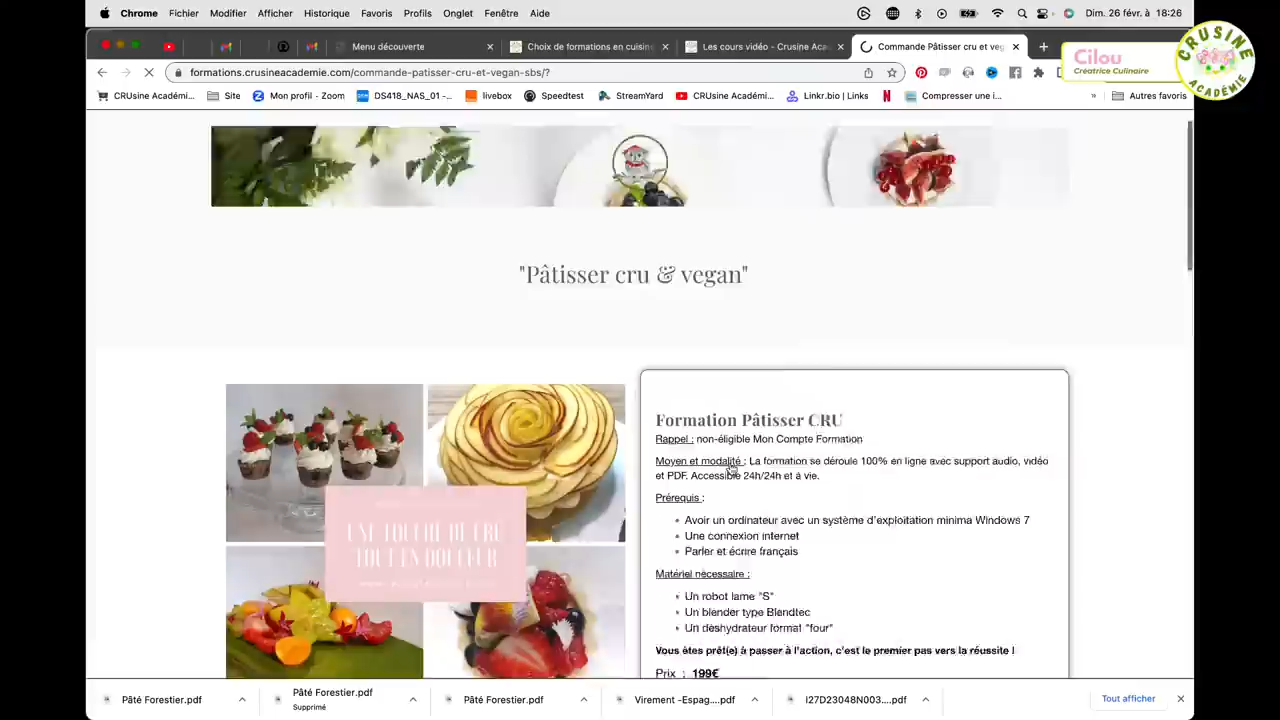 Chrome Fichier Modifier Afficher Historique Favoris Profils Onglet Fenêtre Aide Dim. 26 févr. à 18:26
Menu découverte Choix de formations en cuisine Les cours vidéo - Crusine Aca Commande Pâtisser cru et veg
formations.crusineacademie.com/commande-patisser-cru-et-vegan-sbs/?
Cilou
Créatrice Culinaire
CRUSINE
ACADÉMIE
CRUsine Académi... Site Mon profil - Zoom DS418_NAS_01 -... livebox Speedtest StreamYard CRUsine Académi... Linkr.bio | Links Compresser une i... » Autres favoris
"Pâtisser cru & vegan"
Formation Pâtisser CRU
Rappel : non-éligible Mon Compte Formation
Moyen et modalité : La formation se déroule 100% en ligne avec support audio, vidéo
et PDF. Accessible 24h/24h et à vie.
Prérequis :
Avoir un ordinateur avec un système d'exploitation minima Windows 7
Une connexion internet
Parler et écrire français
Matériel nécessaire :
Un robot lame "S"
Un blender type Blendtec
Un déshydrateur format "four"
Vous êtes prêt(e) à passer à l'action, c'est le premier pas vers la réussite !
Prix : 199€
UNE TOUCHE DE CRU
TOUT EN DOUCEUR
Pâté Forestier.pdf Pâté Forestier.pdf Pâté Forestier.pdf Virement -Espag....pdf I27D23048N003...pdf Tout afficher
Supprimé